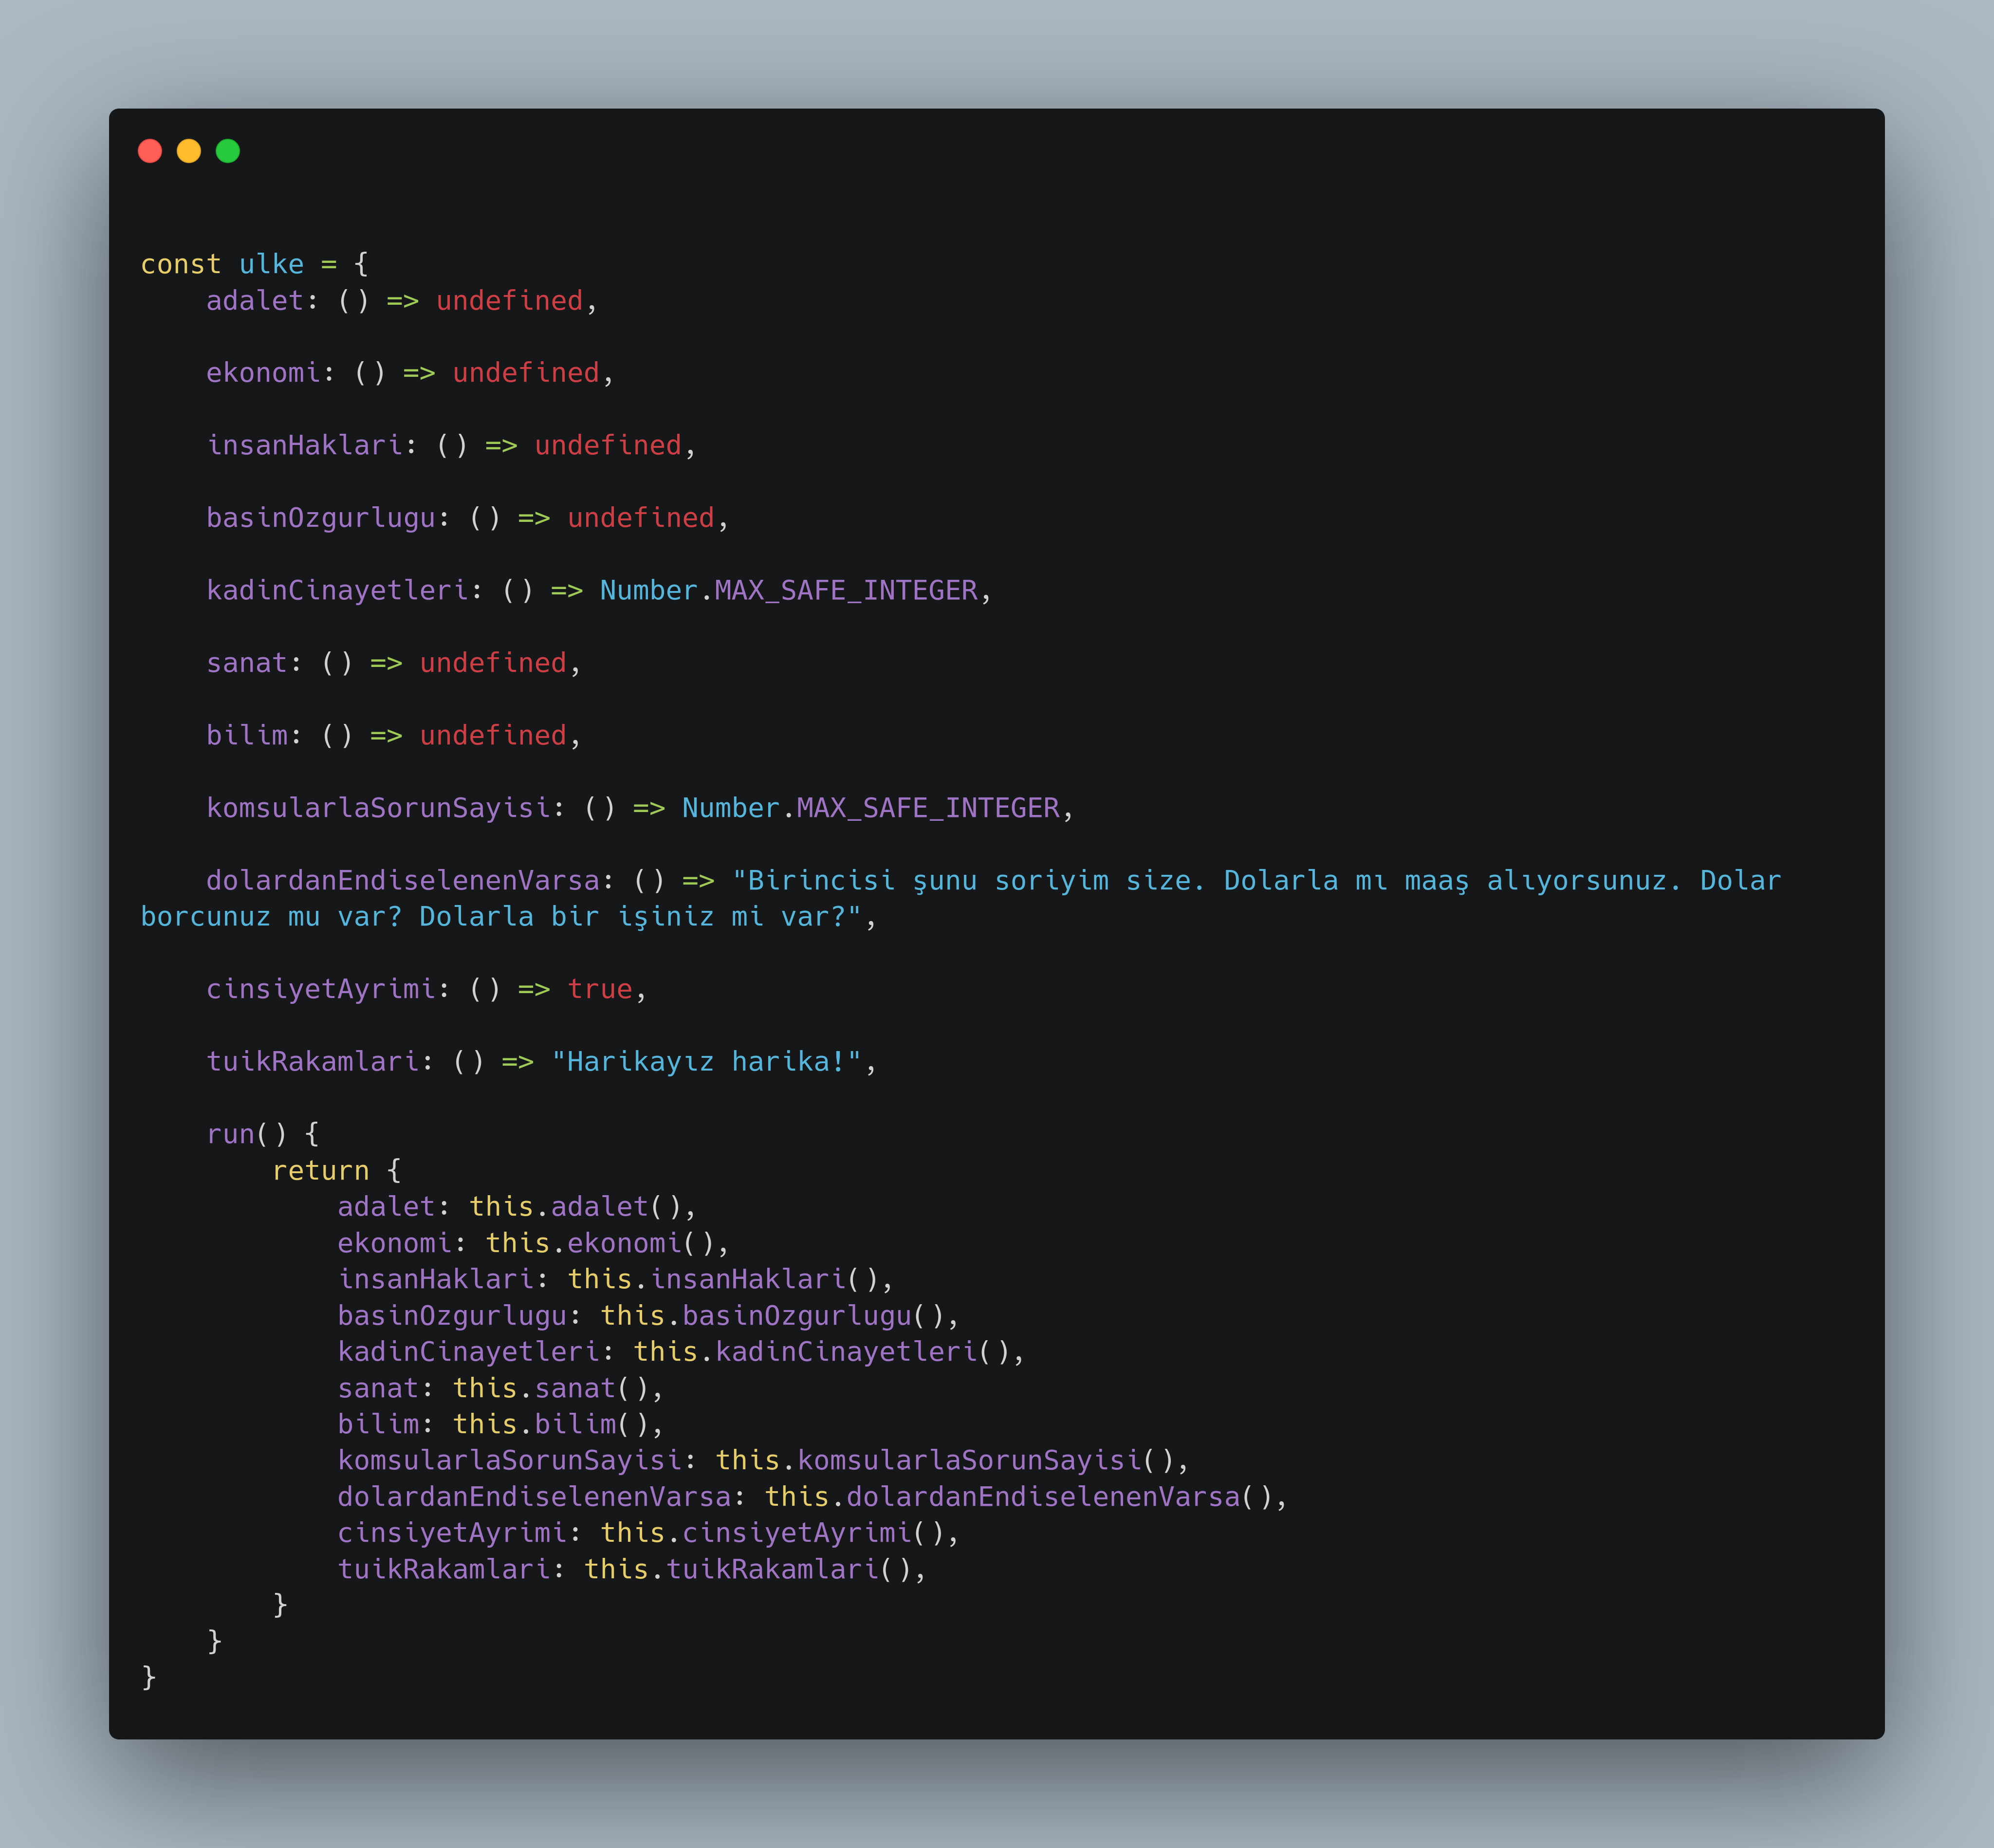 const ulke = {
    adalet: () => undefined,

    ekonomi: () => undefined,

    insanHaklari: () => undefined,

    basinOzgurlugu: () => undefined,

    kadinCinayetleri: () => Number.MAX_SAFE_INTEGER,

    sanat: () => undefined,

    bilim: () => undefined,

    komsularlaSorunSayisi: () => Number.MAX_SAFE_INTEGER,

    dolardanEndiselenenVarsa: () => "Birincisi şunu soriyim size. Dolarla mı maaş alıyorsunuz. Dolar
borcunuz mu var? Dolarla bir işiniz mi var?",

    cinsiyetAyrimi: () => true,

    tuikRakamlari: () => "Harikayız harika!",

    run() {
        return {
            adalet: this.adalet(),
            ekonomi: this.ekonomi(),
            insanHaklari: this.insanHaklari(),
            basinOzgurlugu: this.basinOzgurlugu(),
            kadinCinayetleri: this.kadinCinayetleri(),
            sanat: this.sanat(),
            bilim: this.bilim(),
            komsularlaSorunSayisi: this.komsularlaSorunSayisi(),
            dolardanEndiselenenVarsa: this.dolardanEndiselenenVarsa(),
            cinsiyetAyrimi: this.cinsiyetAyrimi(),
            tuikRakamlari: this.tuikRakamlari(),
        }
    }
}